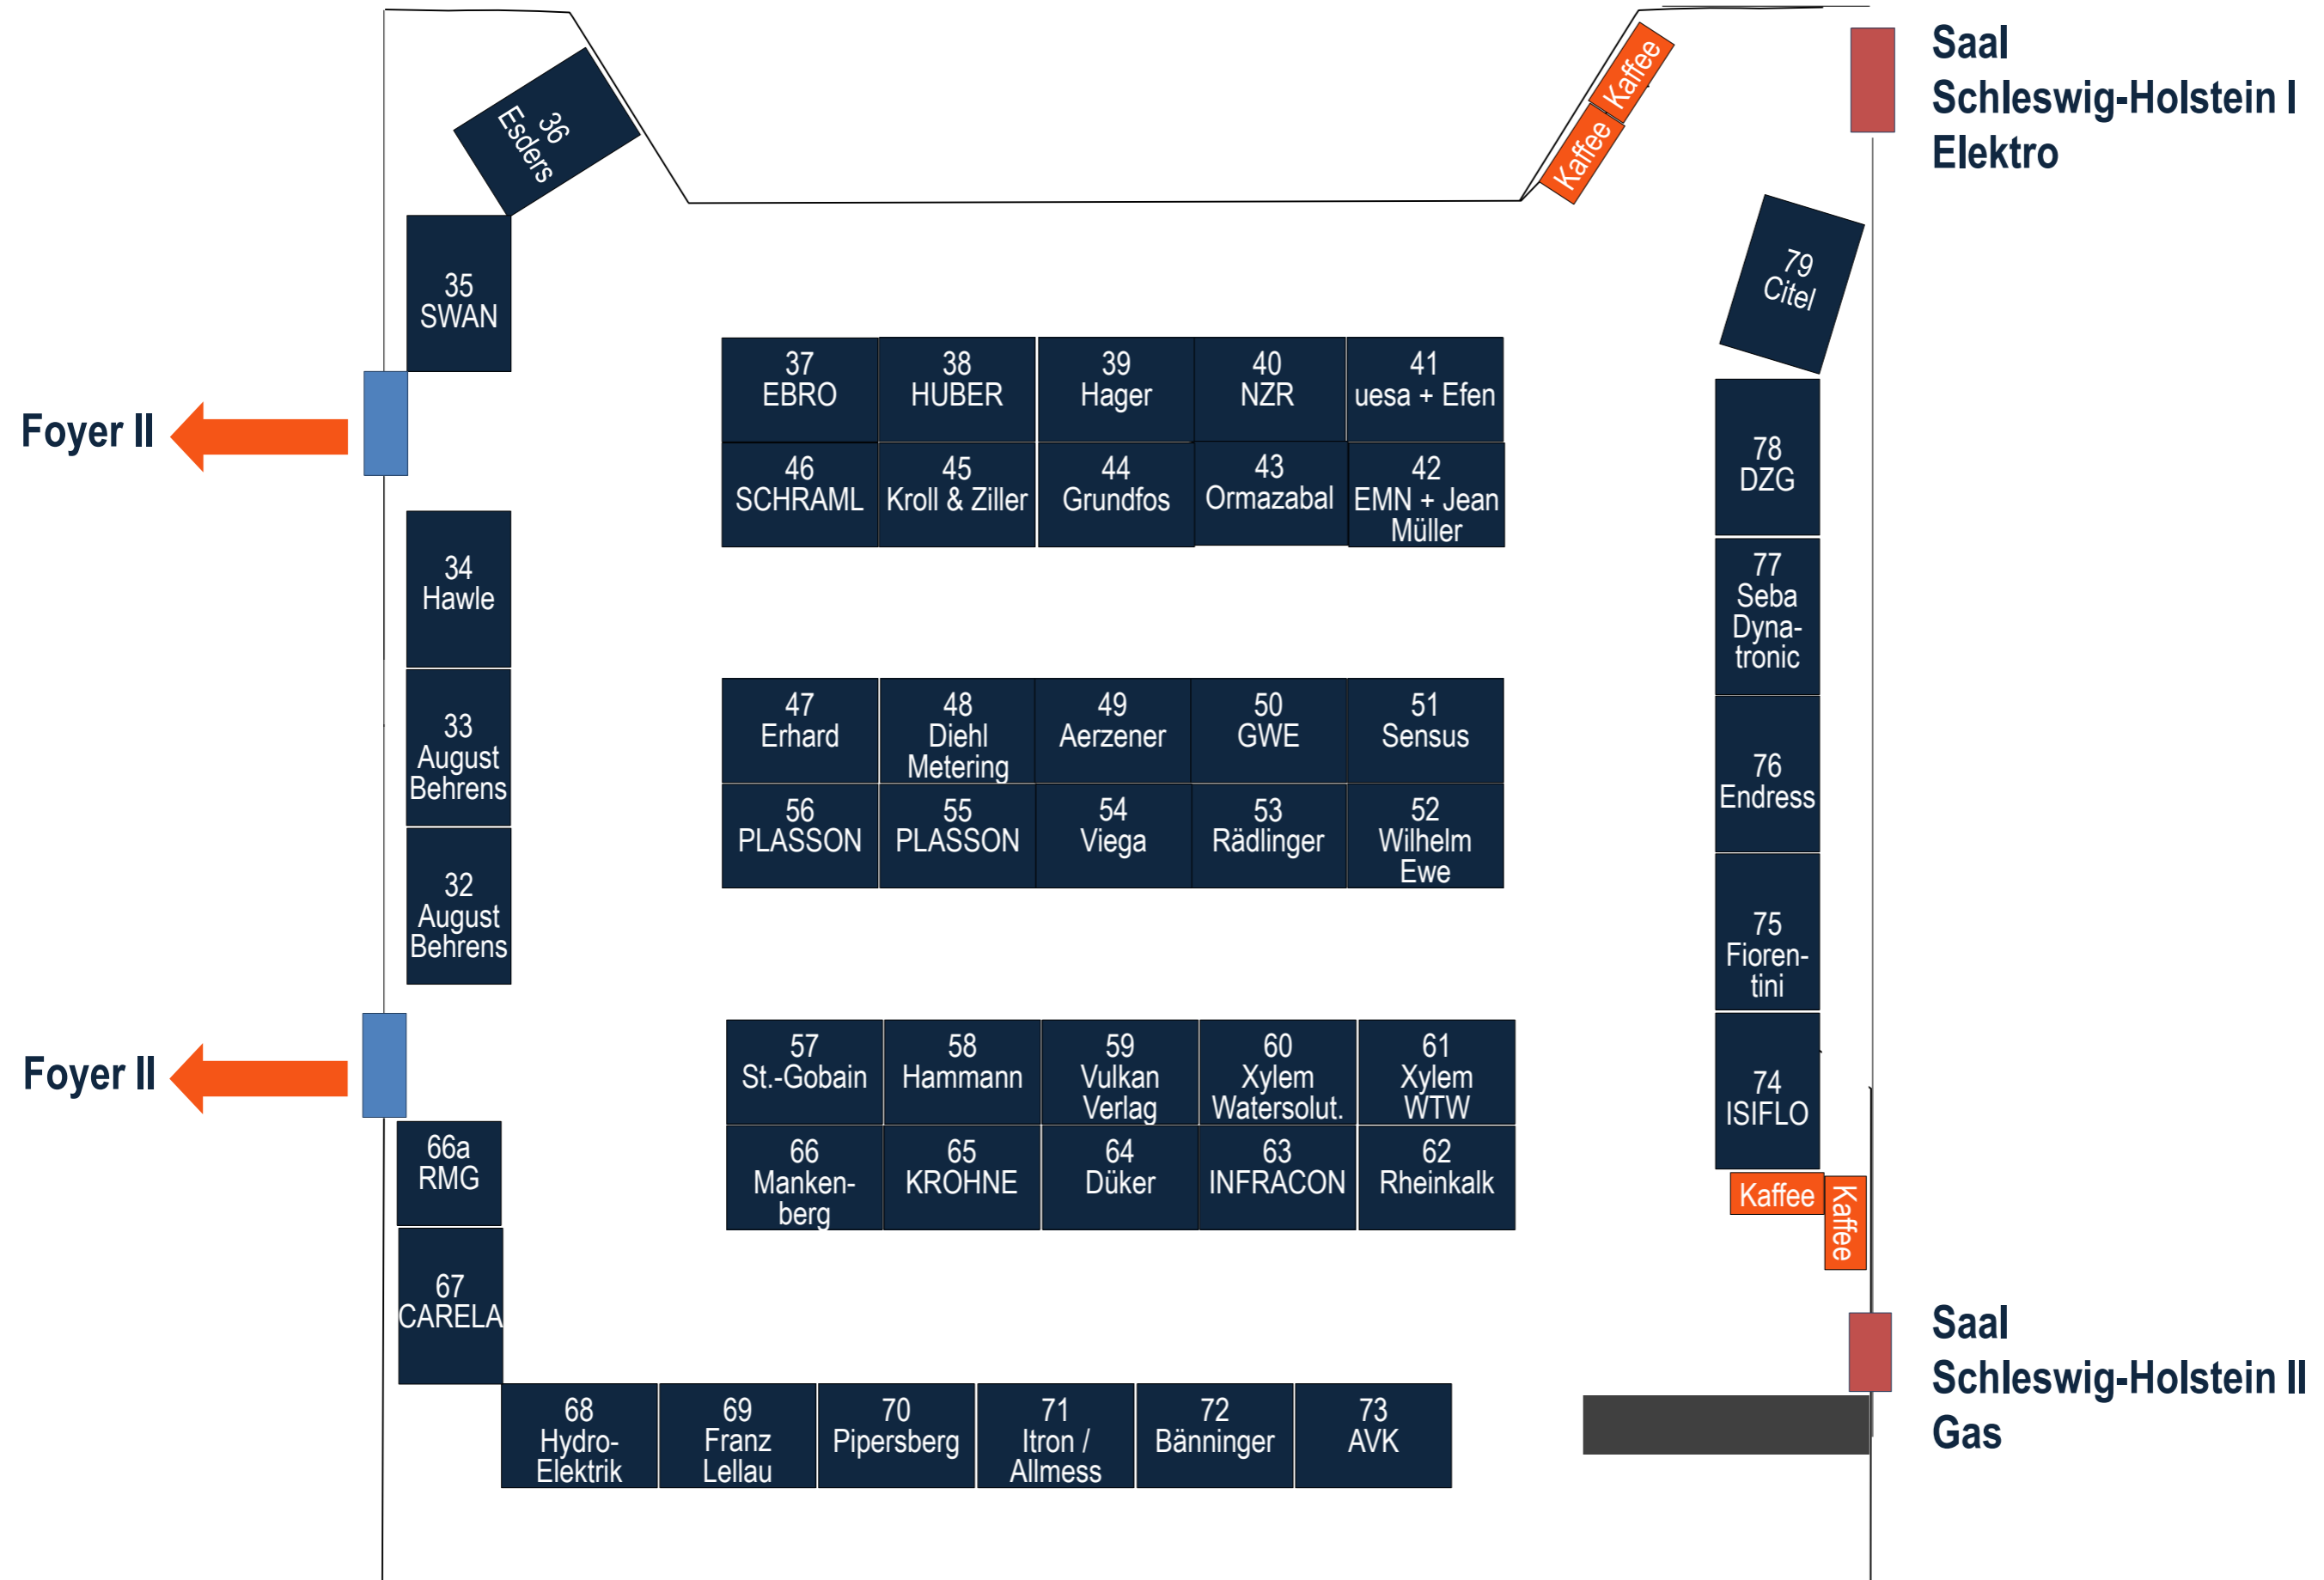 Saal
Schleswig-Holstein I
Elektro
Kaffee
Kaffee
36
Esders
35
SWAN
79
Citel
Foyer II
37
EBRO
38
HUBER
39
Hager
40
NZR
41
uesa + Efen
46
SCHRAML
45
Kroll & Ziller
44
Grundfos
43
Ormazabal
42
EMN + Jean
Müller
78
DZG
34
Hawle
77
Seba
Dyna-
tronic
33
August
Behrens
47
Erhard
48
Diehl
Metering
49
Aerzener
50
GWE
51
Sensus
76
Endress
56
PLASSON
55
PLASSON
54
Viega
53
Rädlinger
52
Wilhelm
Ewe
32
August
Behrens
75
Fioren-
tini
Foyer II
57
St.-Gobain
58
Hammann
59
Vulkan
Verlag
60
Xylem
Watersolut.
61
Xylem
WTW
74
ISIFLO
66a
RMG
66
Manken-
berg
65
KROHNE
64
Düker
63
INFRACON
62
Rheinkalk
Kaffee
Kaffee
67
CARELA
Saal
Schleswig-Holstein II
Gas
68
Hydro-
Elektrik
69
Franz
Lellau
70
Pipersberg
71
Itron /
Allmess
72
Bänninger
73
AVK